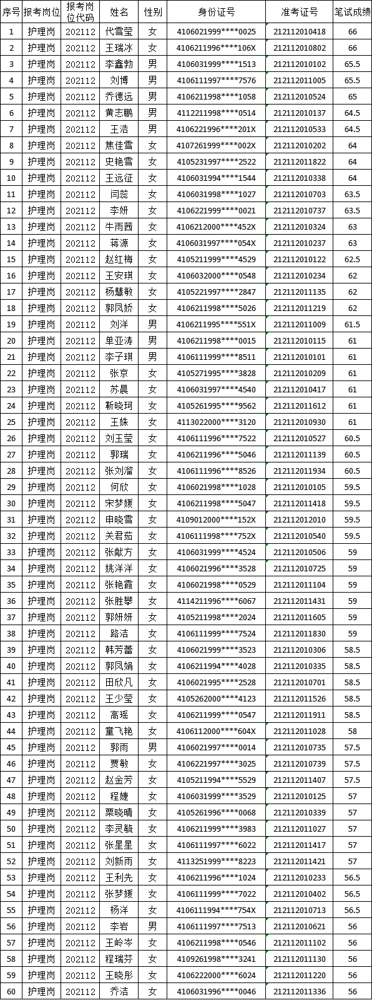 序号 报考岗位 报考岗位代码 姓名 性别 身份证号 准考证号 笔试成绩
1 护理岗 202112 代雪莹 女 4106021999****0025 212112010418 66
2 护理岗 202112 王瑞冰 女 4106211996****106X 212112010802 66
3 护理岗 202112 李鑫勃 男 4106031999****1513 212112010102 65.5
4 护理岗 202112 刘博 男 4106111997****7576 212112011005 65.5
5 护理岗 202112 乔德远 男 4106211998****1058 212112010524 65
6 护理岗 202112 黄志鹏 男 4112211998****0514 212112010137 64.5
7 护理岗 202112 王浩 男 4106221996****201X 212112010533 64.5
8 护理岗 202112 焦佳雪 女 4107261999****002X 212112010202 64
9 护理岗 202112 史艳雪 女 4105231997****2522 212112011822 64
10 护理岗 202112 王远征 女 4106031994****1544 212112010338 64
11 护理岗 202112 闫蕊 女 4106031998****1027 212112010703 63.5
12 护理岗 202112 李妍 女 4106221999****0021 212112010737 63.5
13 护理岗 202112 牛雨茜 女 4106212000****452X 212112010324 63
14 护理岗 202112 蒋源 女 4106031997****054X 212112010237 63
15 护理岗 202112 赵红梅 女 4105211999****4529 212112010122 62.5
16 护理岗 202112 王安琪 女 4106032000****0548 212112010234 62
17 护理岗 202112 杨慧敏 女 4105221997****2847 212112011135 62
18 护理岗 202112 郭凤娇 女 4106211998****5026 212112011219 62
19 护理岗 202112 刘洋 男 4106211995****551X 212112011009 61.5
20 护理岗 202112 单亚涛 男 4106211998****0015 212112010115 61
21 护理岗 202112 李子琪 男 4106111999****8511 212112010101 61
22 护理岗 202112 张京 女 4105271995****3828 212112010209 61
23 护理岗 202112 苏晨 女 4106031997****4540 212112010417 61
24 护理岗 202112 靳晓珂 女 4105261995****9562 212112011612 61
25 护理岗 202112 王姝 女 4113022000****3120 212112010930 61
26 护理岗 202112 刘玉莹 女 4106111996****7522 212112010527 60.5
27 护理岗 202112 郭瑞 女 4106211996****5046 212112011139 60.5
28 护理岗 202112 张刘溜 女 4106111996****8526 212112011934 60.5
29 护理岗 202112 何欣 女 4106021998****1028 212112010105 59.5
30 护理岗 202112 宋梦媛 女 4106211998****5047 212112011418 59.5
31 护理岗 202112 申晓雪 女 4109012000****152X 212112012010 59.5
32 护理岗 202112 关君茹 女 4106111998****752X 212112010540 59.5
33 护理岗 202112 张献方 女 4106031999****4524 212112010506 59
34 护理岗 202112 姚洋洋 女 4106021996****3528 212112010725 59
35 护理岗 202112 张艳霞 女 4106021998****0529 212112011104 59
36 护理岗 202112 张胜攀 女 4114211996****6067 212112011431 59
37 护理岗 202112 郭妍妍 女 4105211998****2024 212112011605 59
38 护理岗 202112 路洁 女 4106111999****7524 212112011830 59
39 护理岗 202112 韩芳蕾 女 4106021999****3523 212112010306 58.5
40 护理岗 202112 郭凤娟 女 4106211994****4028 212112010335 58.5
41 护理岗 202112 田欣凡 女 4106021995****2528 212112010701 58.5
42 护理岗 202112 王少莹 女 4105262000****4123 212112011526 58.5
43 护理岗 202112 高瑶 女 4106211999****0547 212112011911 58.5
44 护理岗 202112 童飞艳 女 4106112000****604X 212112011028 58
45 护理岗 202112 郭雨 男 4106021997****0014 212112010735 57.5
46 护理岗 202112 贾敏 女 4106221997****3025 212112010739 57.5
47 护理岗 202112 赵金芳 女 4105211994****5529 212112011407 57.5
48 护理岗 202112 程婕 女 4106031999****3529 212112010125 57
49 护理岗 202112 栗晓晴 女 4105261996****0068 212112010339 57
50 护理岗 202112 李灵毓 女 4106211999****3983 212112011027 57
51 护理岗 202112 张星星 女 4106111997****6022 212112011417 57
52 护理岗 202112 刘新雨 女 4113251999****8223 212112011421 57
53 护理岗 202112 王利先 女 4106211996****1024 212112010233 56.5
54 护理岗 202112 张梦媛 女 4106111999****7022 212112010402 56.5
55 护理岗 202112 杨洋 女 4106111994****754X 212112010713 56.5
56 护理岗 202112 李岩 男 4106111997****7513 212112010621 56
57 护理岗 202112 王岭岑 女 4106211998****0546 212112011102 56
58 护理岗 202112 程瑞芬 女 4109261998****3241 212112011130 56
59 护理岗 202112 王晓彤 女 4106222000****6024 212112011220 56
60 护理岗 202112 乔洁 女 4106031996****0046 212112011336 56